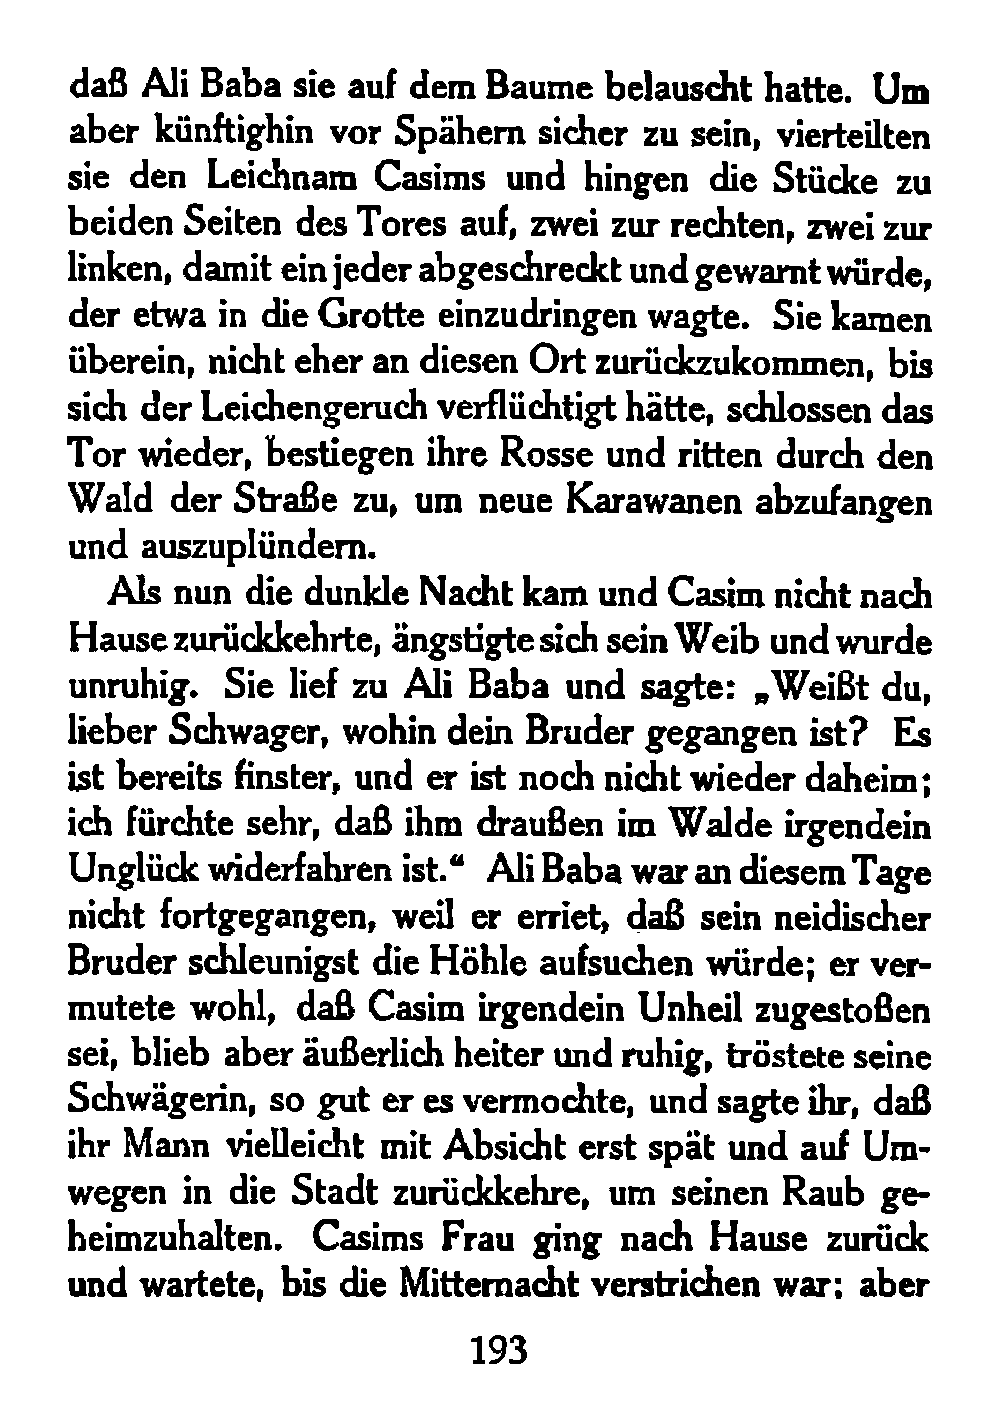 daß Ali Baba sie auf dem Baume belauscht hatte. Um
aber künftighin vor Spähern sicher zu sein, vierteilten
sie den Leichnam Casims und hingen die Stücke zu
beiden Seiten des Tores auf, zwei zur rechten, zwei zur
linken, damit ein jeder abgeschreckt und gewarnt würde,
der etwa in die Grotte einzudringen wagte. Sie kamen
überein, nicht eher an diesen Ort zurückzukommen, bis
sich der Leichengeruch verflüchtigt hätte, schlossen das
Tor wieder, bestiegen ihre Rosse und ritten durch den
Wald der Straße zu, um neue Karawanen abzufangen
und auszuplündern.
Als nun die dunkle Nacht kam und Casim nicht nach
Hause zurückkehrte, ängstigte sich sein Weib und wurde
unruhig. Sie lief zu Ali Baba und sagte: „Weißt du,
lieber Schwager, wohin dein Bruder gegangen ist? Es
ist bereits finster, und er ist noch nicht wieder daheim;
ich fürchte sehr, daß ihm draußen im Walde irgendein
Unglück widerfahren ist.“ Ali Baba war an diesem Tage
nicht fortgegangen, weil er erriet, daß sein neidischer
Bruder schleunigst die Höhle aufsuchen würde; er ver-
mutete wohl, daß Casim irgendein Unheil zugestoßen
sei, blieb aber äußerlich heiter und ruhig, tröstete seine
Schwägerin, so gut er es vermochte, und sagte ihr, daß
ihr Mann vielleicht mit Absicht erst spät und auf Um-
wegen in die Stadt zurückkehre, um seinen Raub ge-
heimzuhalten. Casims Frau ging nach Hause zurück
und wartete, bis die Mitternacht verstrichen war; aber
193